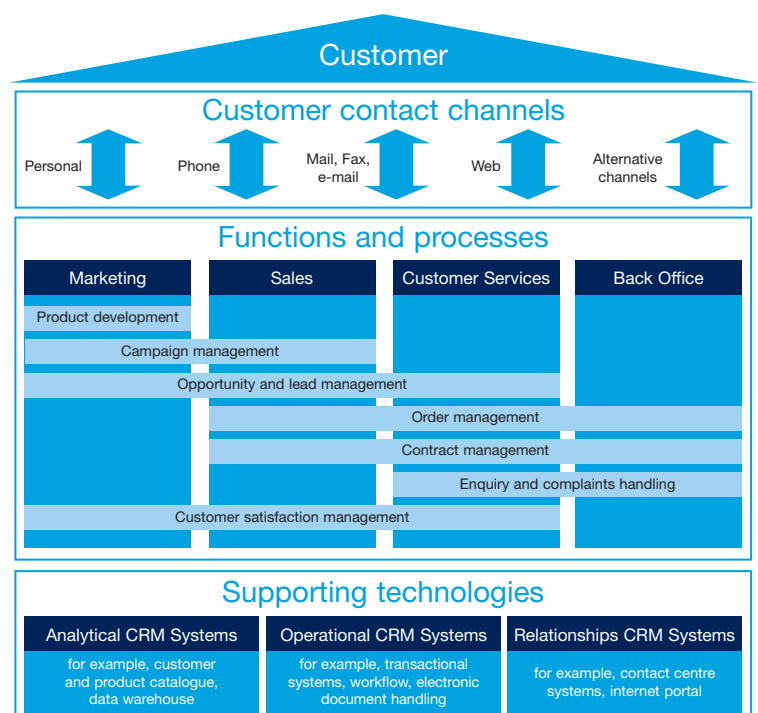 Customer
Customer contact channels
Personal
Phone
Mail, Fax,
e-mail
Web
Alternative
channels
Functions and processes
Marketing
Sales
Customer Services
Back Office
Product development
Campaign management
Opportunity and lead management
Order management
Contract management
Enquiry and complaints handling
Customer satisfaction management
Supporting technologies
Analytical CRM Systems
for example, customer
and product catalogue,
data warehouse
Operational CRM Systems
for example, transactional
systems, workflow, electronic
document handling
Relationships CRM Systems
for example, contact centre
systems, internet portal